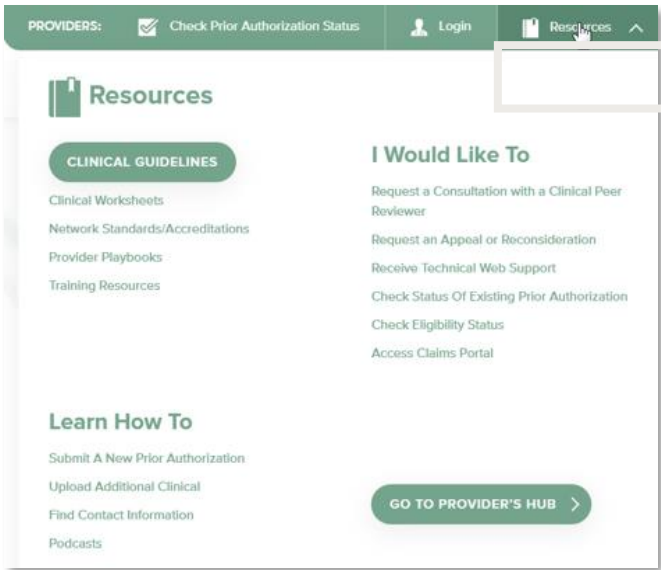 PROVIDERS: Check Prior Authorization Status Login Resources
Resources
CLINICAL GUIDELINES
Clinical Worksheets
Network Standards/Accreditations
Provider Playbooks
Training Resources
I Would Like To
Request a Consultation with a Clinical Peer
Reviewer
Request an Appeal or Reconsideration
Receive Technical Web Support
Check Status Of Existing Prior Authorization
Check Eligibility Status
Access Claims Portal
Learn How To
Submit A New Prior Authorization
Upload Additional Clinical
Find Contact Information
Podcasts
GO TO PROVIDER'S HUB